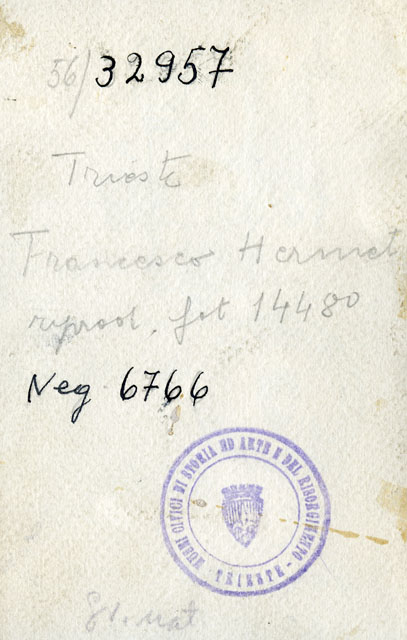 56/32957
Trieste
Francesco Hermet
riprod. fot 14480
Neg 6766
MUSEI CIVICI DI STORIA ED ARTE E DEL RISORGIMENTO
- TRIESTE -